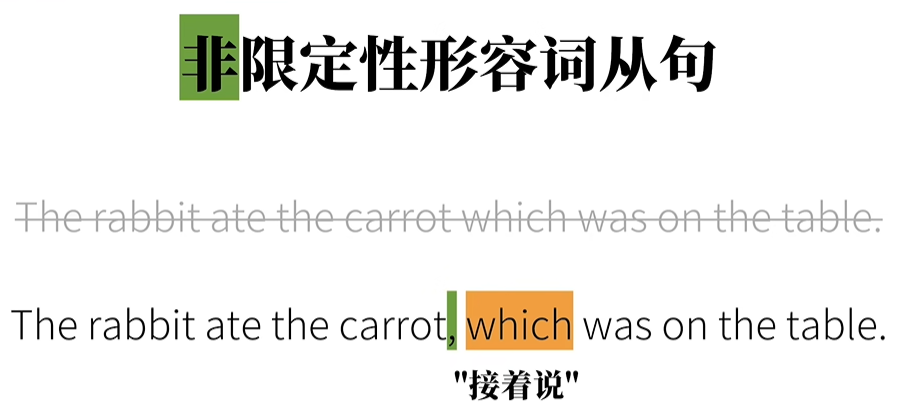 非限定性形容词从句
The rabbit ate the carrot which was on the table.
The rabbit ate the carrot, which was on the table.
"接着说"